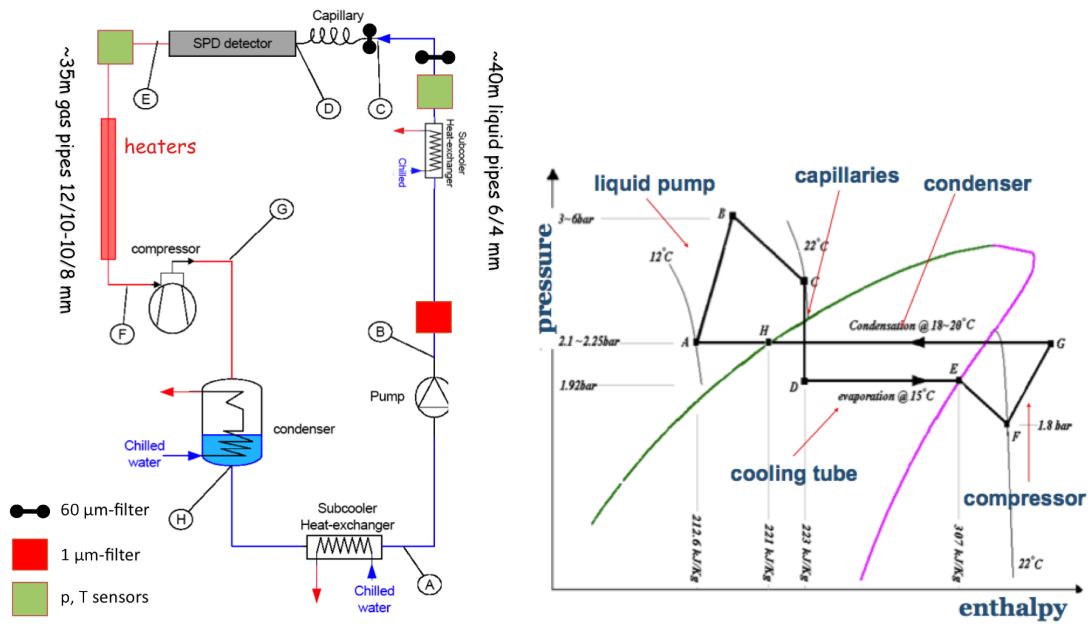 Capillary
SPD detector
~35m gas pipes 12/10-10/8 mm
~40m liquid pipes 6/4 mm
E
D
C
heaters
Subcooler
Heat-exchanger
Chilled
G
compressor
F
B
Pump
condenser
Chilled
water
H
Subcooler
Heat-exchanger
A
Chilled
water
60 µm-filter
1 µm-filter
p, T sensors
pressure
liquid pump
capillaries
condenser
3~6bar
B
12°C
22°C
C
2.1~2.25bar
A
H
Condensation @ 18~20°C
G
1.92bar
D
E
evaporation @ 15°C
F
1.8 bar
cooling tube
compressor
212.6 kJ/Kg
221 kJ/Kg
223 kJ/Kg
307 kJ/Kg
22°C
enthalpy